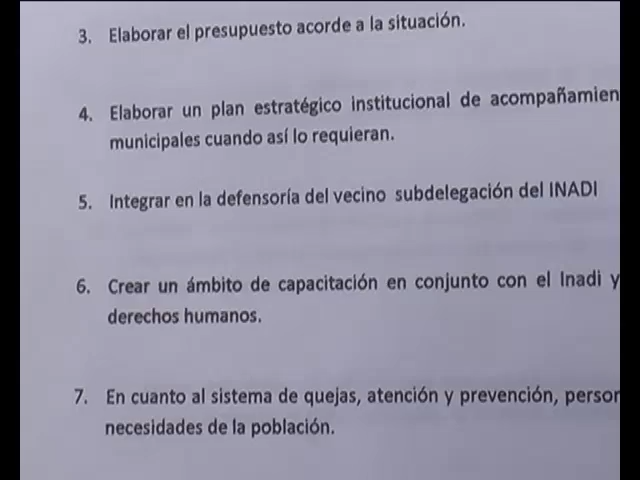 3. Elaborar el presupuesto acorde a la situación.
4. Elaborar un plan estratégico institucional de acompañamien
municipales cuando así lo requieran.
5. Integrar en la defensoría del vecino subdelegación del INADI
6. Crear un ámbito de capacitación en conjunto con el Inadi y
derechos humanos.
7. En cuanto al sistema de quejas, atención y prevención, person
necesidades de la población.